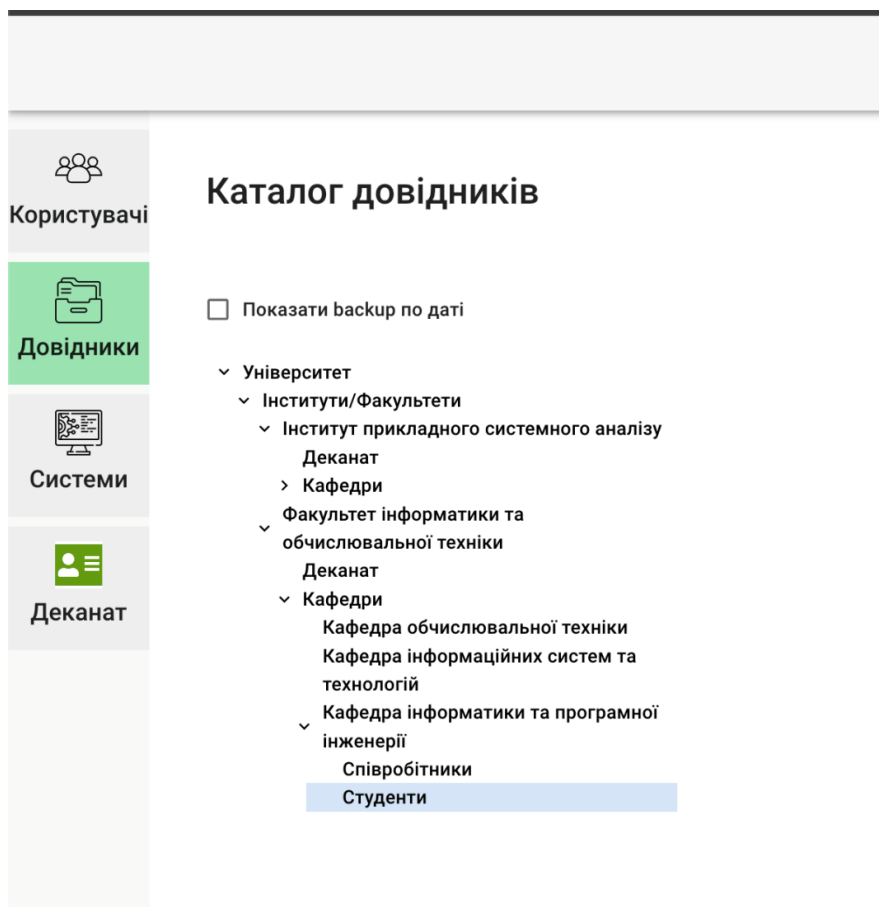 Користувачі
Довідники
Системи
Деканат
Каталог довідників
Показати backup по даті
Університет
Інститути/Факультети
Інститут прикладного системного аналізу
Деканат
Кафедри
Факультет інформатики та
обчислювальної техніки
Деканат
Кафедри
Кафедра обчислювальної техніки
Кафедра інформаційних систем та
технологій
Кафедра інформатики та програмної
інженерії
Співробітники
Студенти